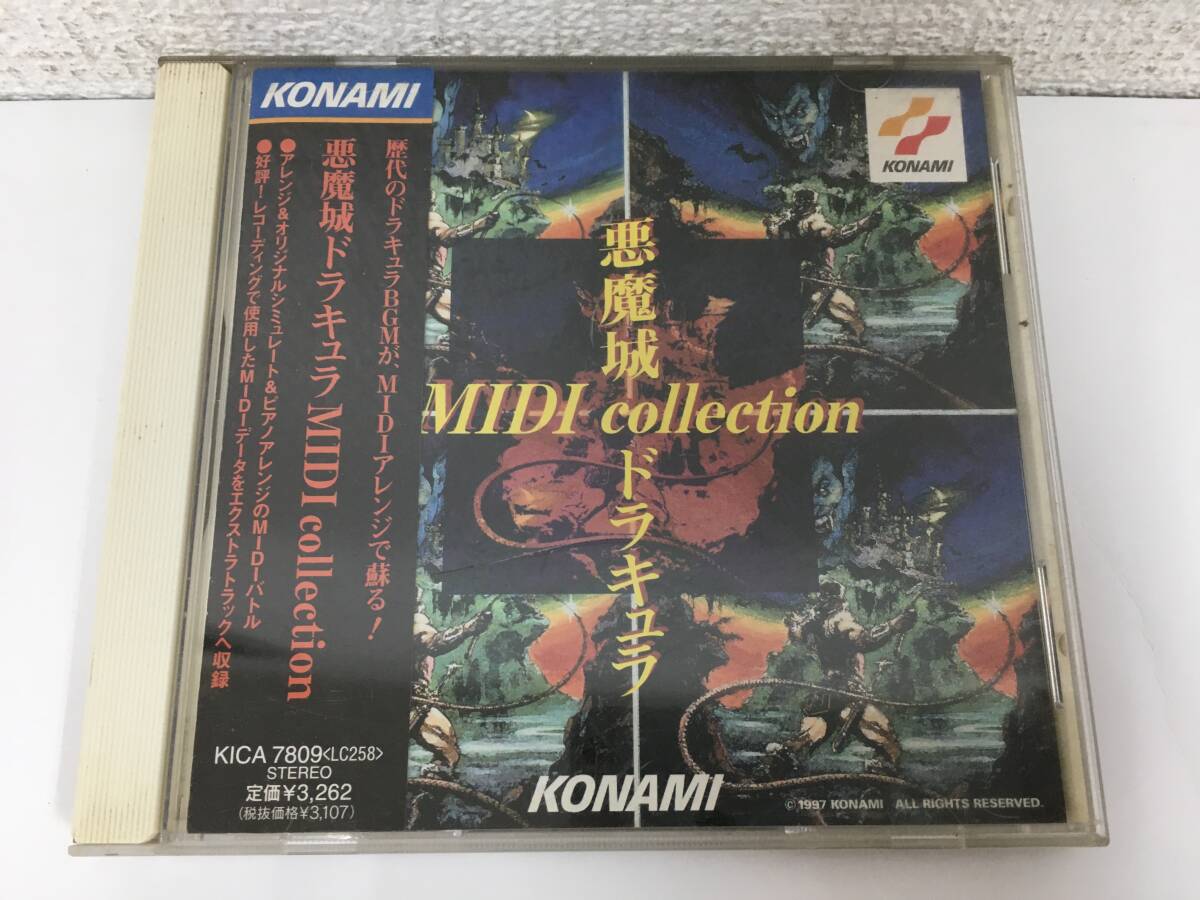 KONAMI
歴代のドラキュラBGMが、MIDIアレンジで蘇る！
悪魔城ドラキュラ MIDI collection
●アレンジ&オリジナルシミュレート&ピアノアレンジのMIDIバトル
●好評！レコーディングで使用したMIDIデータをエクストラトラックへ収録
KICA 7809<LC258>
STEREO
定価¥3,262
(税抜価格¥3,107)
KONAMI
悪魔城ドラキュラ
MIDI collection
KONAMI
©1997 KONAMI ALL RIGHTS RESERVED.